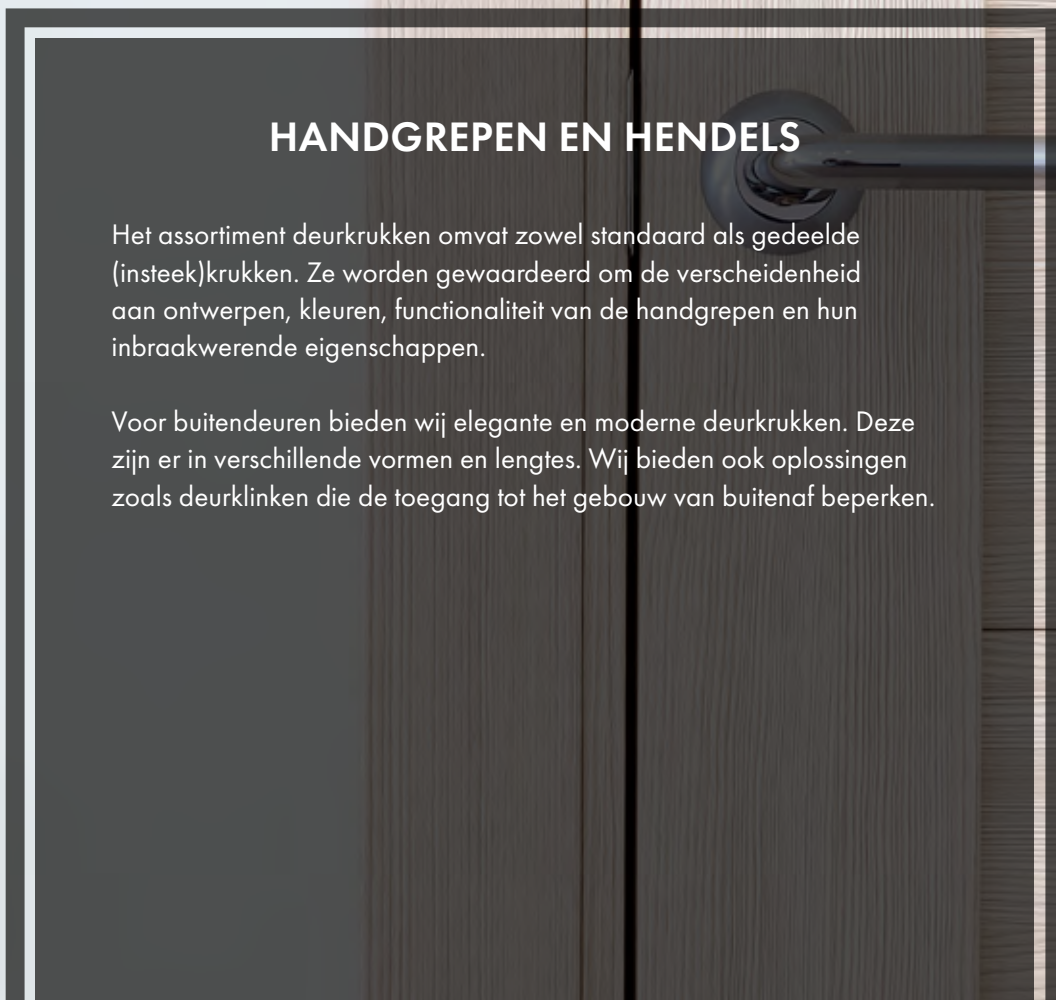 HANDGREPEN EN HENDELS
Het assortiment deurkrukken omvat zowel standaard als gedeelde
(insteek)krukken. Ze worden gewaardeerd om de verscheidenheid
aan ontwerpen, kleuren, functionaliteit van de handgrepen en hun
inbraakwerende eigenschappen.
Voor buitendeuren bieden wij elegante en moderne deurkrukken. Deze
zijn er in verschillende vormen en lengtes. Wij bieden ook oplossingen
zoals deurklinken die de toegang tot het gebouw van buitenaf beperken.